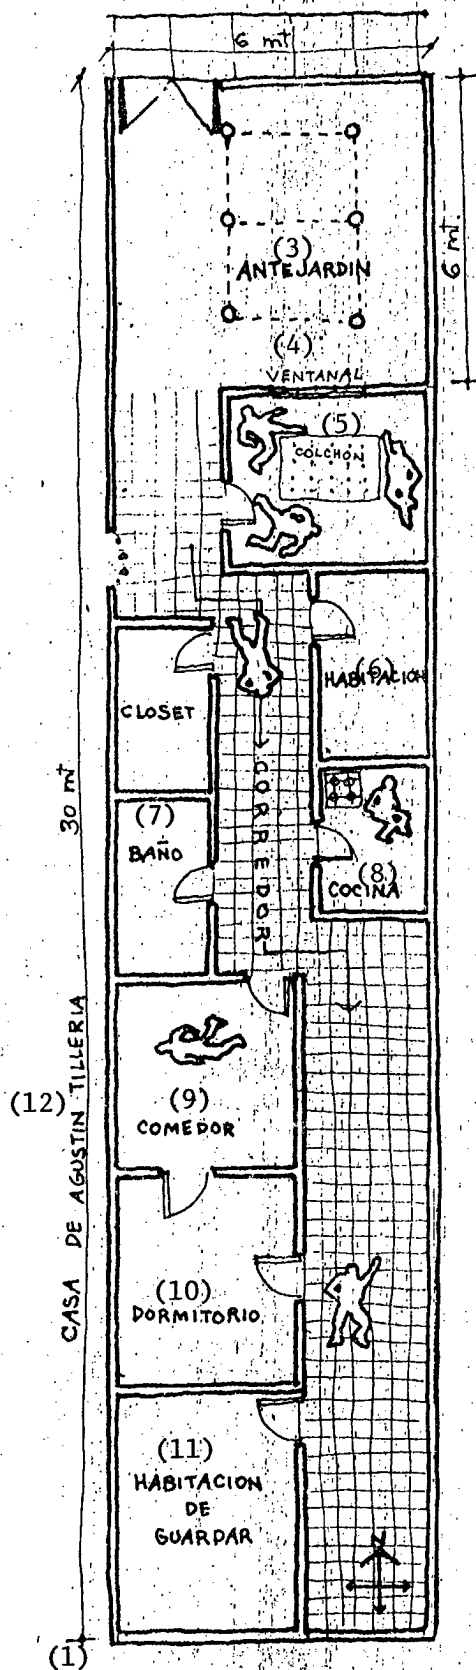 6 mt
6 mt.
(3)
ANTEJARDIN
(4)
VENTANAL
(5)
COLCHON
(6)
HABITACION
CLOSET
30 mt
CORREDOR
(7)
BAÑO
(8)
COCINA
(12)
CASA DE AGUSTIN TILLERIA
(9)
COMEDOR
(10)
DORMITORIO
(11)
HABITACION
DE
GUARDAR
N
(1)